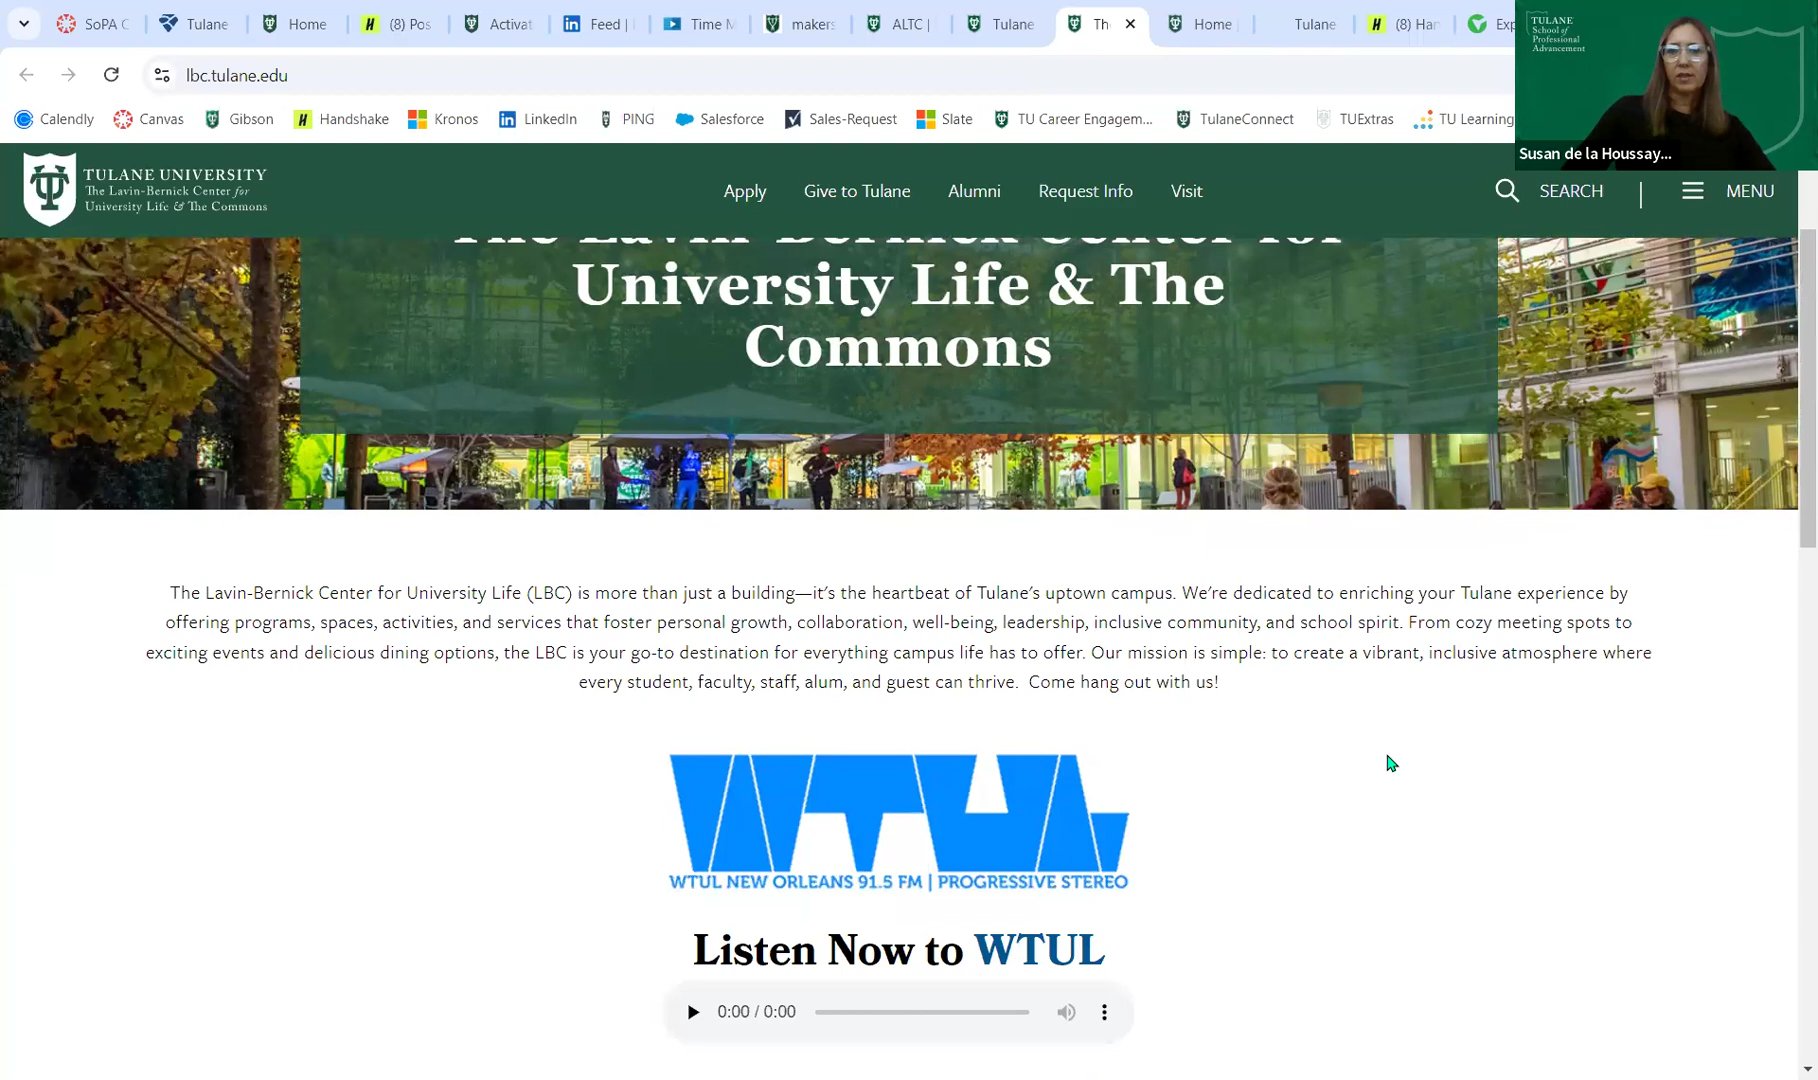 SoPA C
Tulane
Home
(8) Pos
Activat
Feed |
Time M
makers
ALTC |
Tulane
Th
Home
Tulane
(8) Han
Exp
lbc.tulane.edu
Calendly
Canvas
Gibson
Handshake
Kronos
LinkedIn
PING
Salesforce
Sales-Request
Slate
TU Career Engagem...
TulaneConnect
TUExtras
TU Learning
TULANE
School of
Professional
Advancement
Susan de la Houssay...
TULANE UNIVERSITY
The Lavin-Bernick Center for
University Life & The Commons
Apply
Give to Tulane
Alumni
Request Info
Visit
SEARCH
MENU
The Lavin-Bernick Center for
University Life & The
Commons
The Lavin-Bernick Center for University Life (LBC) is more than just a building—it’s the heartbeat of Tulane’s uptown campus. We’re dedicated to enriching your Tulane experience by
offering programs, spaces, activities, and services that foster personal growth, collaboration, well-being, leadership, inclusive community, and school spirit. From cozy meeting spots to
exciting events and delicious dining options, the LBC is your go-to destination for everything campus life has to offer. Our mission is simple: to create a vibrant, inclusive atmosphere where
every student, faculty, staff, alum, and guest can thrive. Come hang out with us!
WTUL
WTUL NEW ORLEANS 91.5 FM | PROGRESSIVE STEREO
Listen Now to WTUL
0:00 / 0:00